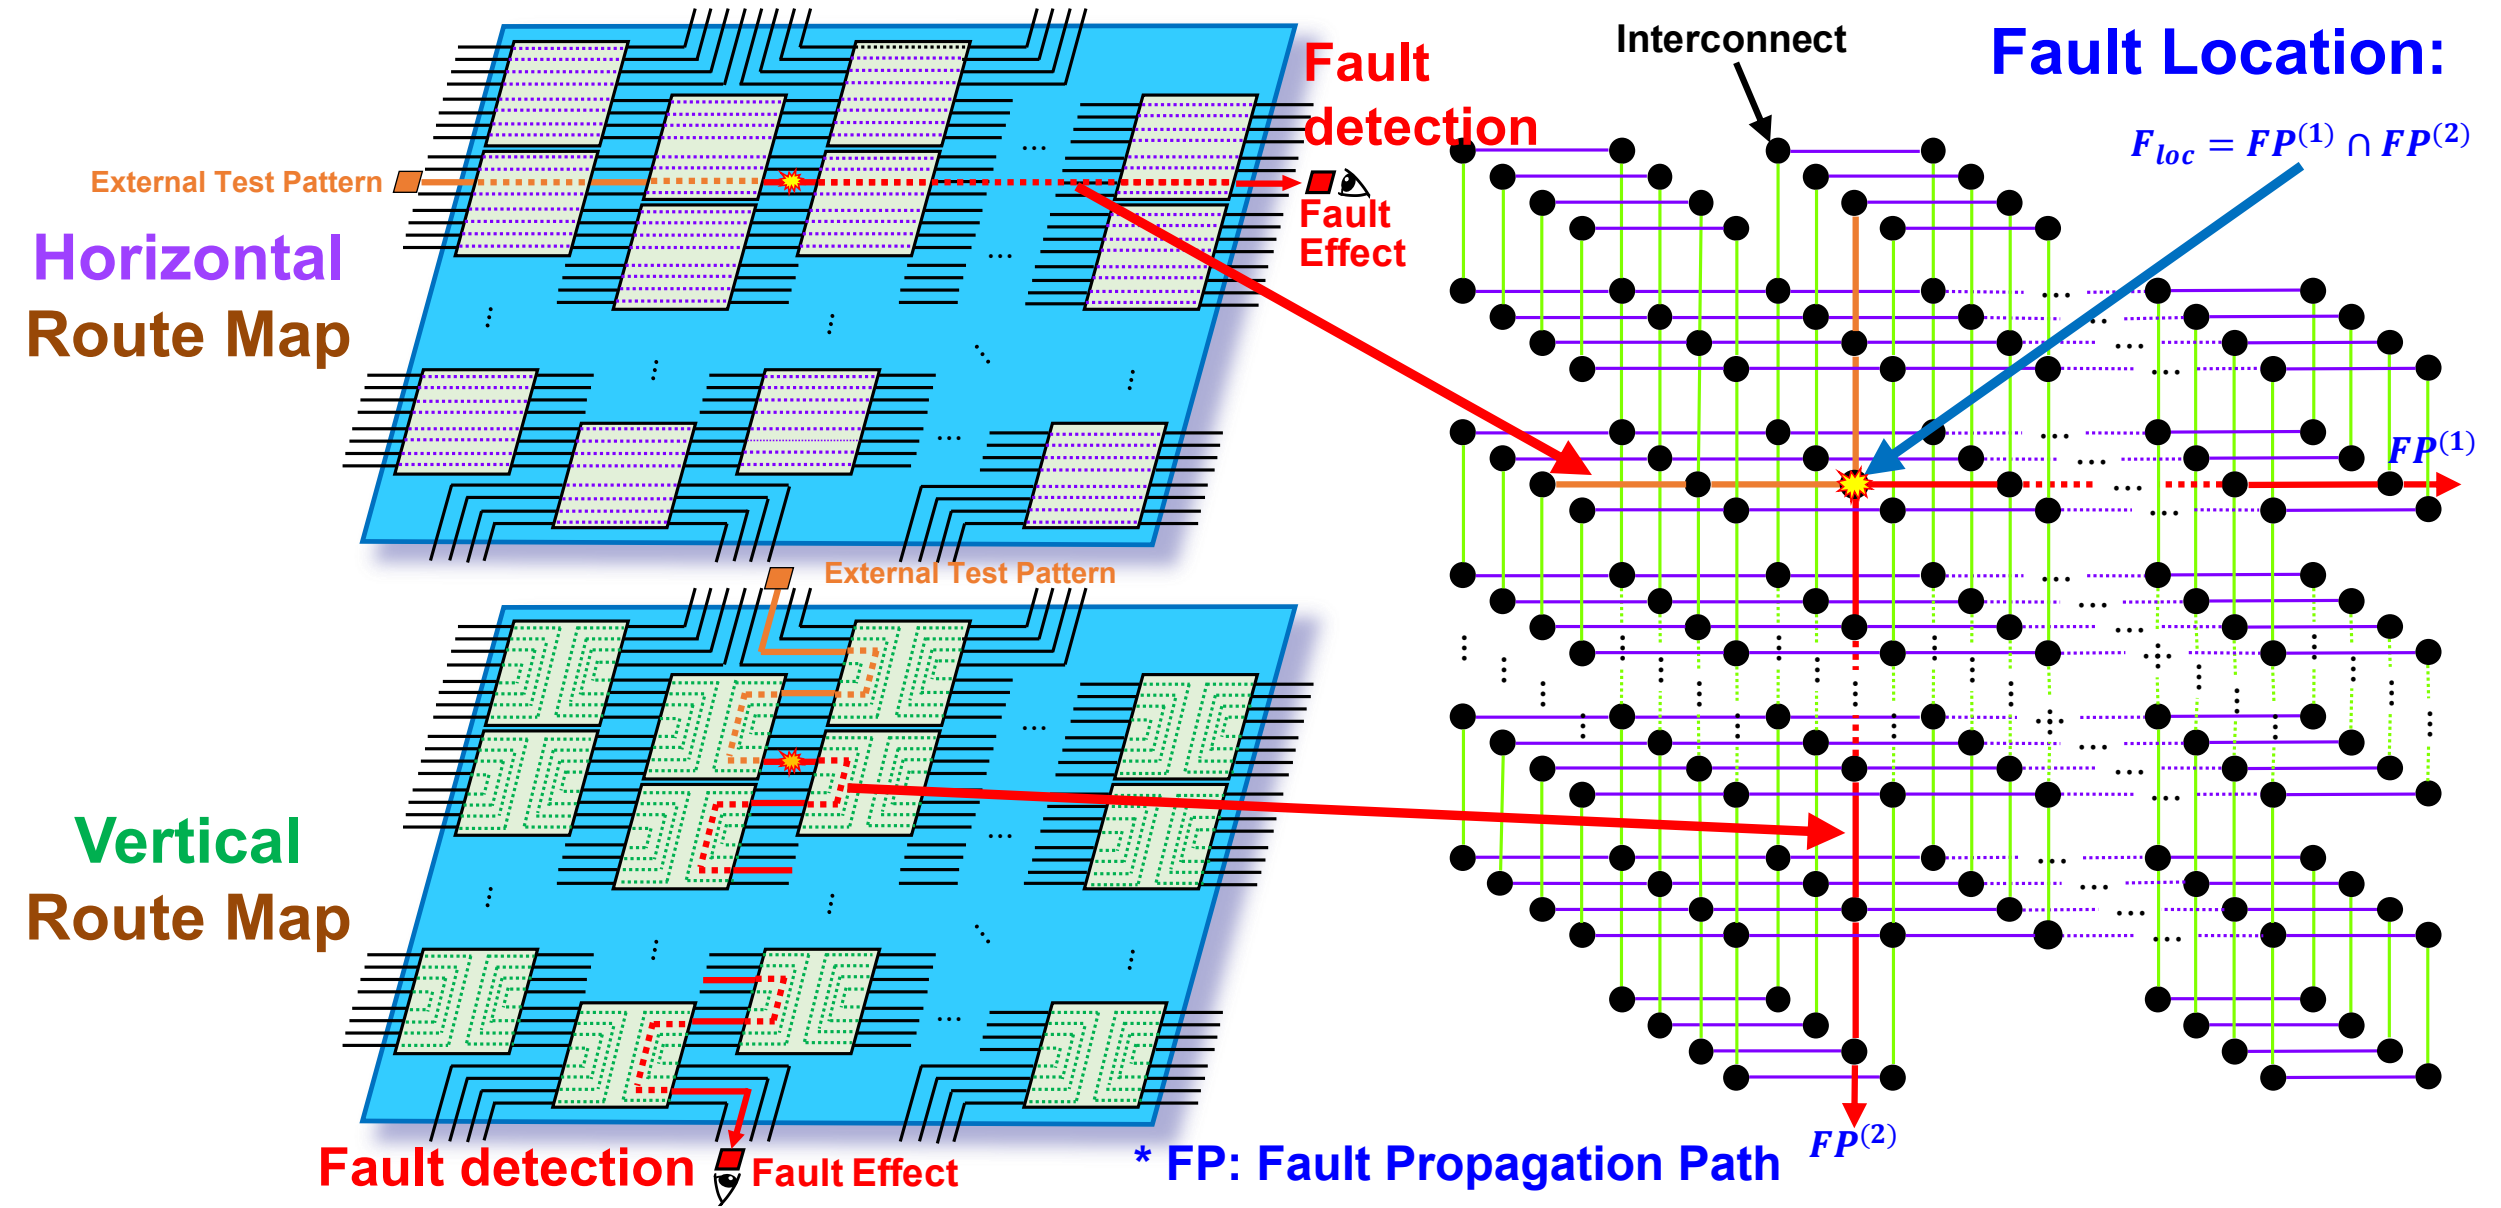 Interconnect
Fault Location:
Fault
detection
F_loc = FP^(1) ∩ FP^(2)
External Test Pattern
Fault
Effect
Horizontal
Route Map
FP^(1)
External Test Pattern
Vertical
Route Map
FP^(2)
Fault detection
Fault Effect
* FP: Fault Propagation Path